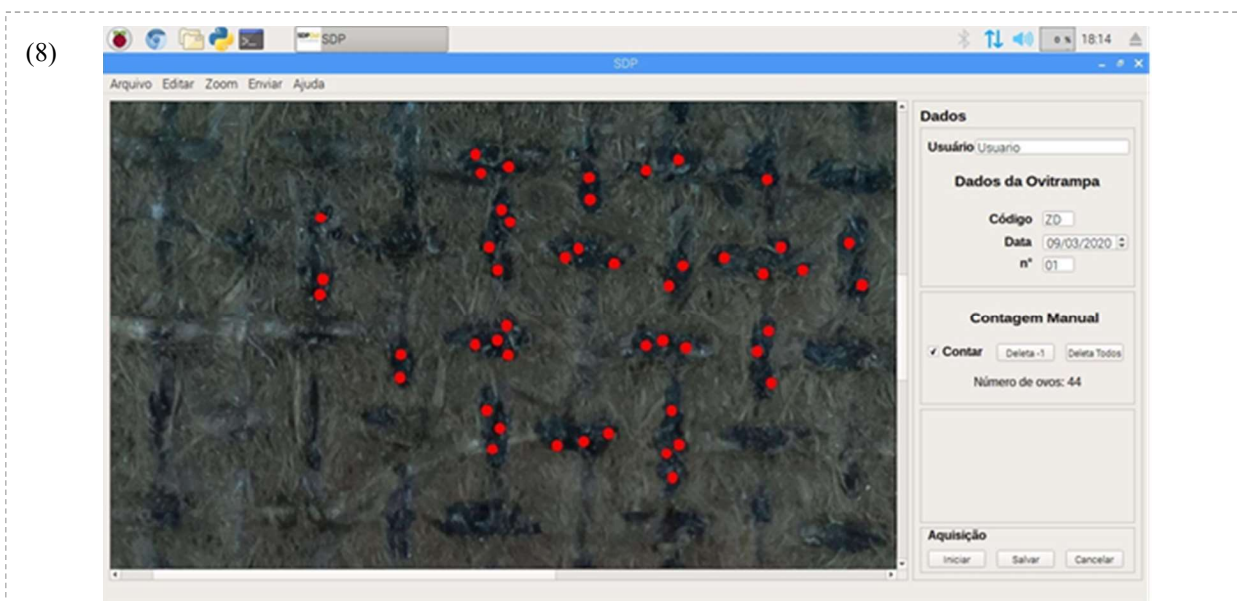 (8)
SDP
0 %
18:14
SDP
Arquivo Editar Zoom Enviar Ajuda
Dados
Usuário Usuario
Dados da Ovitrampa
Código ZD
Data 09/03/2020
n° 01
Contagem Manual
Contar Deleta -1 Deleta Todos
Número de ovos: 44
Aquisição
Iniciar Salvar Cancelar